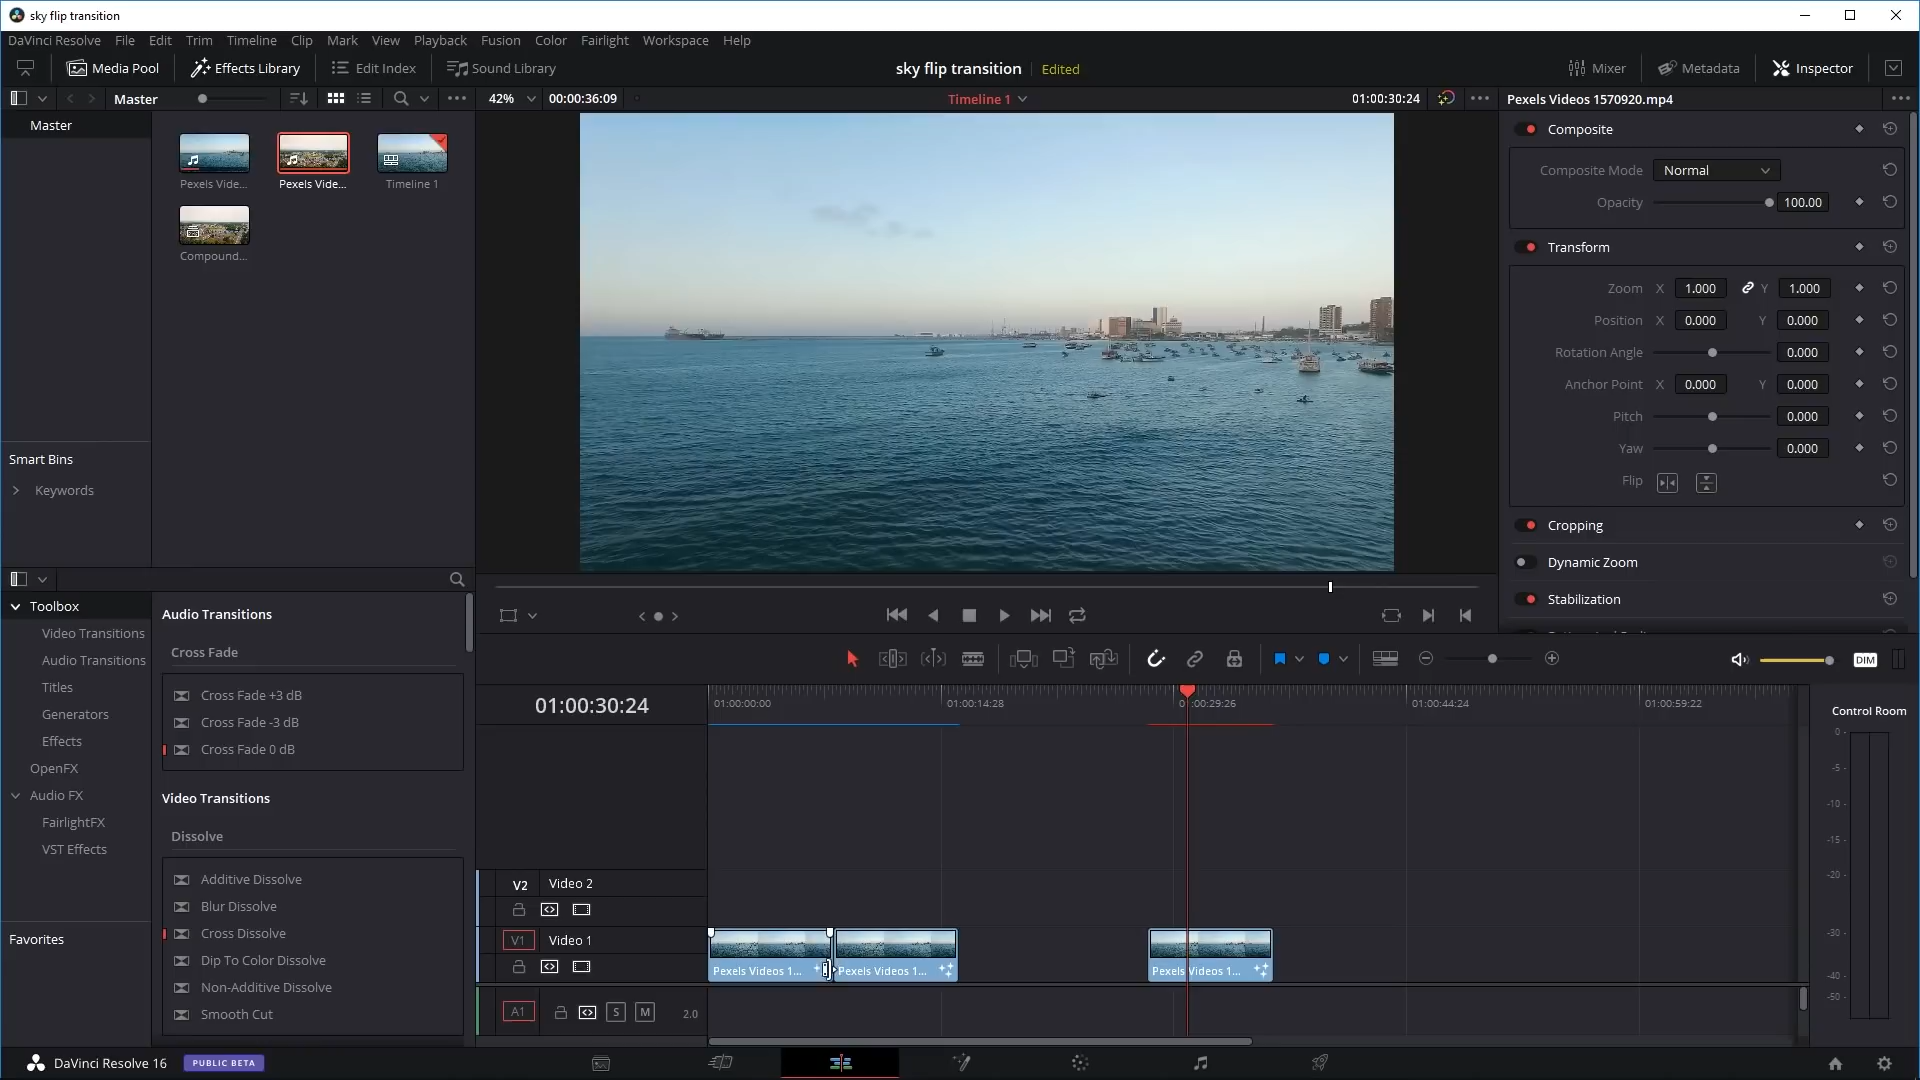 sky flip transition
DaVinci Resolve File Edit Trim Timeline Clip Mark View Playback Fusion Color Fairlight Workspace Help
Media Pool Effects Library Edit Index Sound Library sky flip transition Edited Mixer Metadata Inspector
Master 42% 00:00:36:09 Timeline 1 01:00:30:24 Pexels Videos 1570920.mp4
Master
Pexels Vide... Pexels Vide... Timeline 1
Compound...
Smart Bins
Keywords
Composite
Composite Mode Normal
Opacity 100.00
Transform
Zoom X 1.000 Y 1.000
Position X 0.000 Y 0.000
Rotation Angle 0.000
Anchor Point X 0.000 Y 0.000
Pitch 0.000
Yaw 0.000
Flip
Cropping
Dynamic Zoom
Stabilization
Toolbox
Video Transitions
Audio Transitions
Titles
Generators
Effects
OpenFX
Audio FX
FairlightFX
VST Effects
Favorites
Audio Transitions
Cross Fade
Cross Fade +3 dB
Cross Fade -3 dB
Cross Fade 0 dB
Video Transitions
Dissolve
Additive Dissolve
Blur Dissolve
Cross Dissolve
Dip To Color Dissolve
Non-Additive Dissolve
Smooth Cut
DIM
01:00:30:24 01:00:00:00 01:00:14:28 01:00:29:26 01:00:44:24 01:00:59:22
V2 Video 2
V1 Video 1
Pexels Videos 1... Pexels Videos 1... Pexels Videos 1...
A1 S M 2.0
Control Room
0
-5
-10
-15
-20
-30
-40
-50
DaVinci Resolve 16 PUBLIC BETA